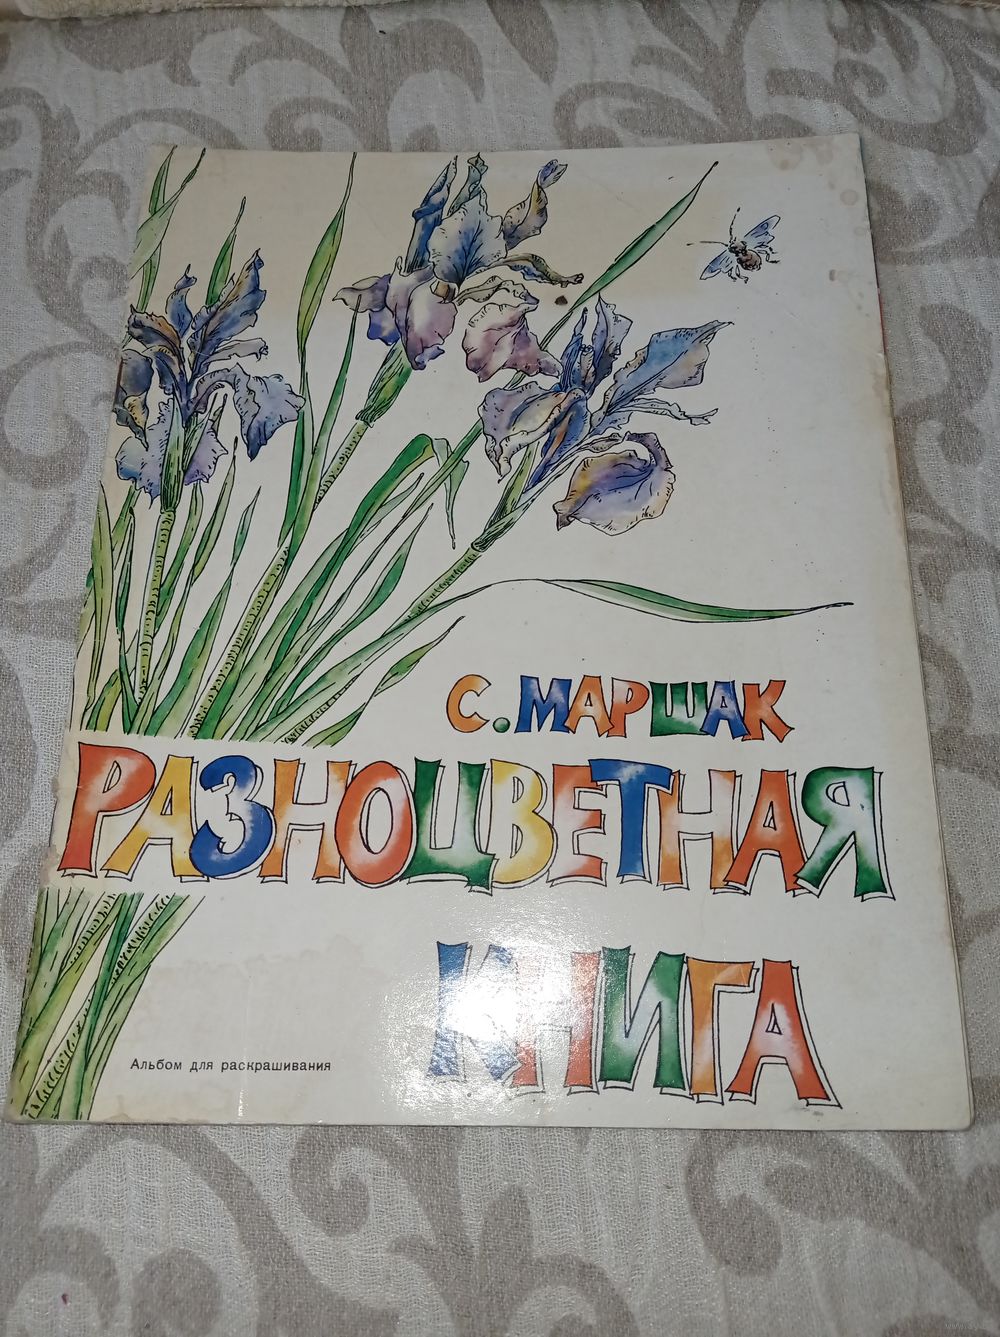 С. МАРШАК
РАЗНОЦВЕТНАЯ
КНИГА
Альбом для раскрашивания